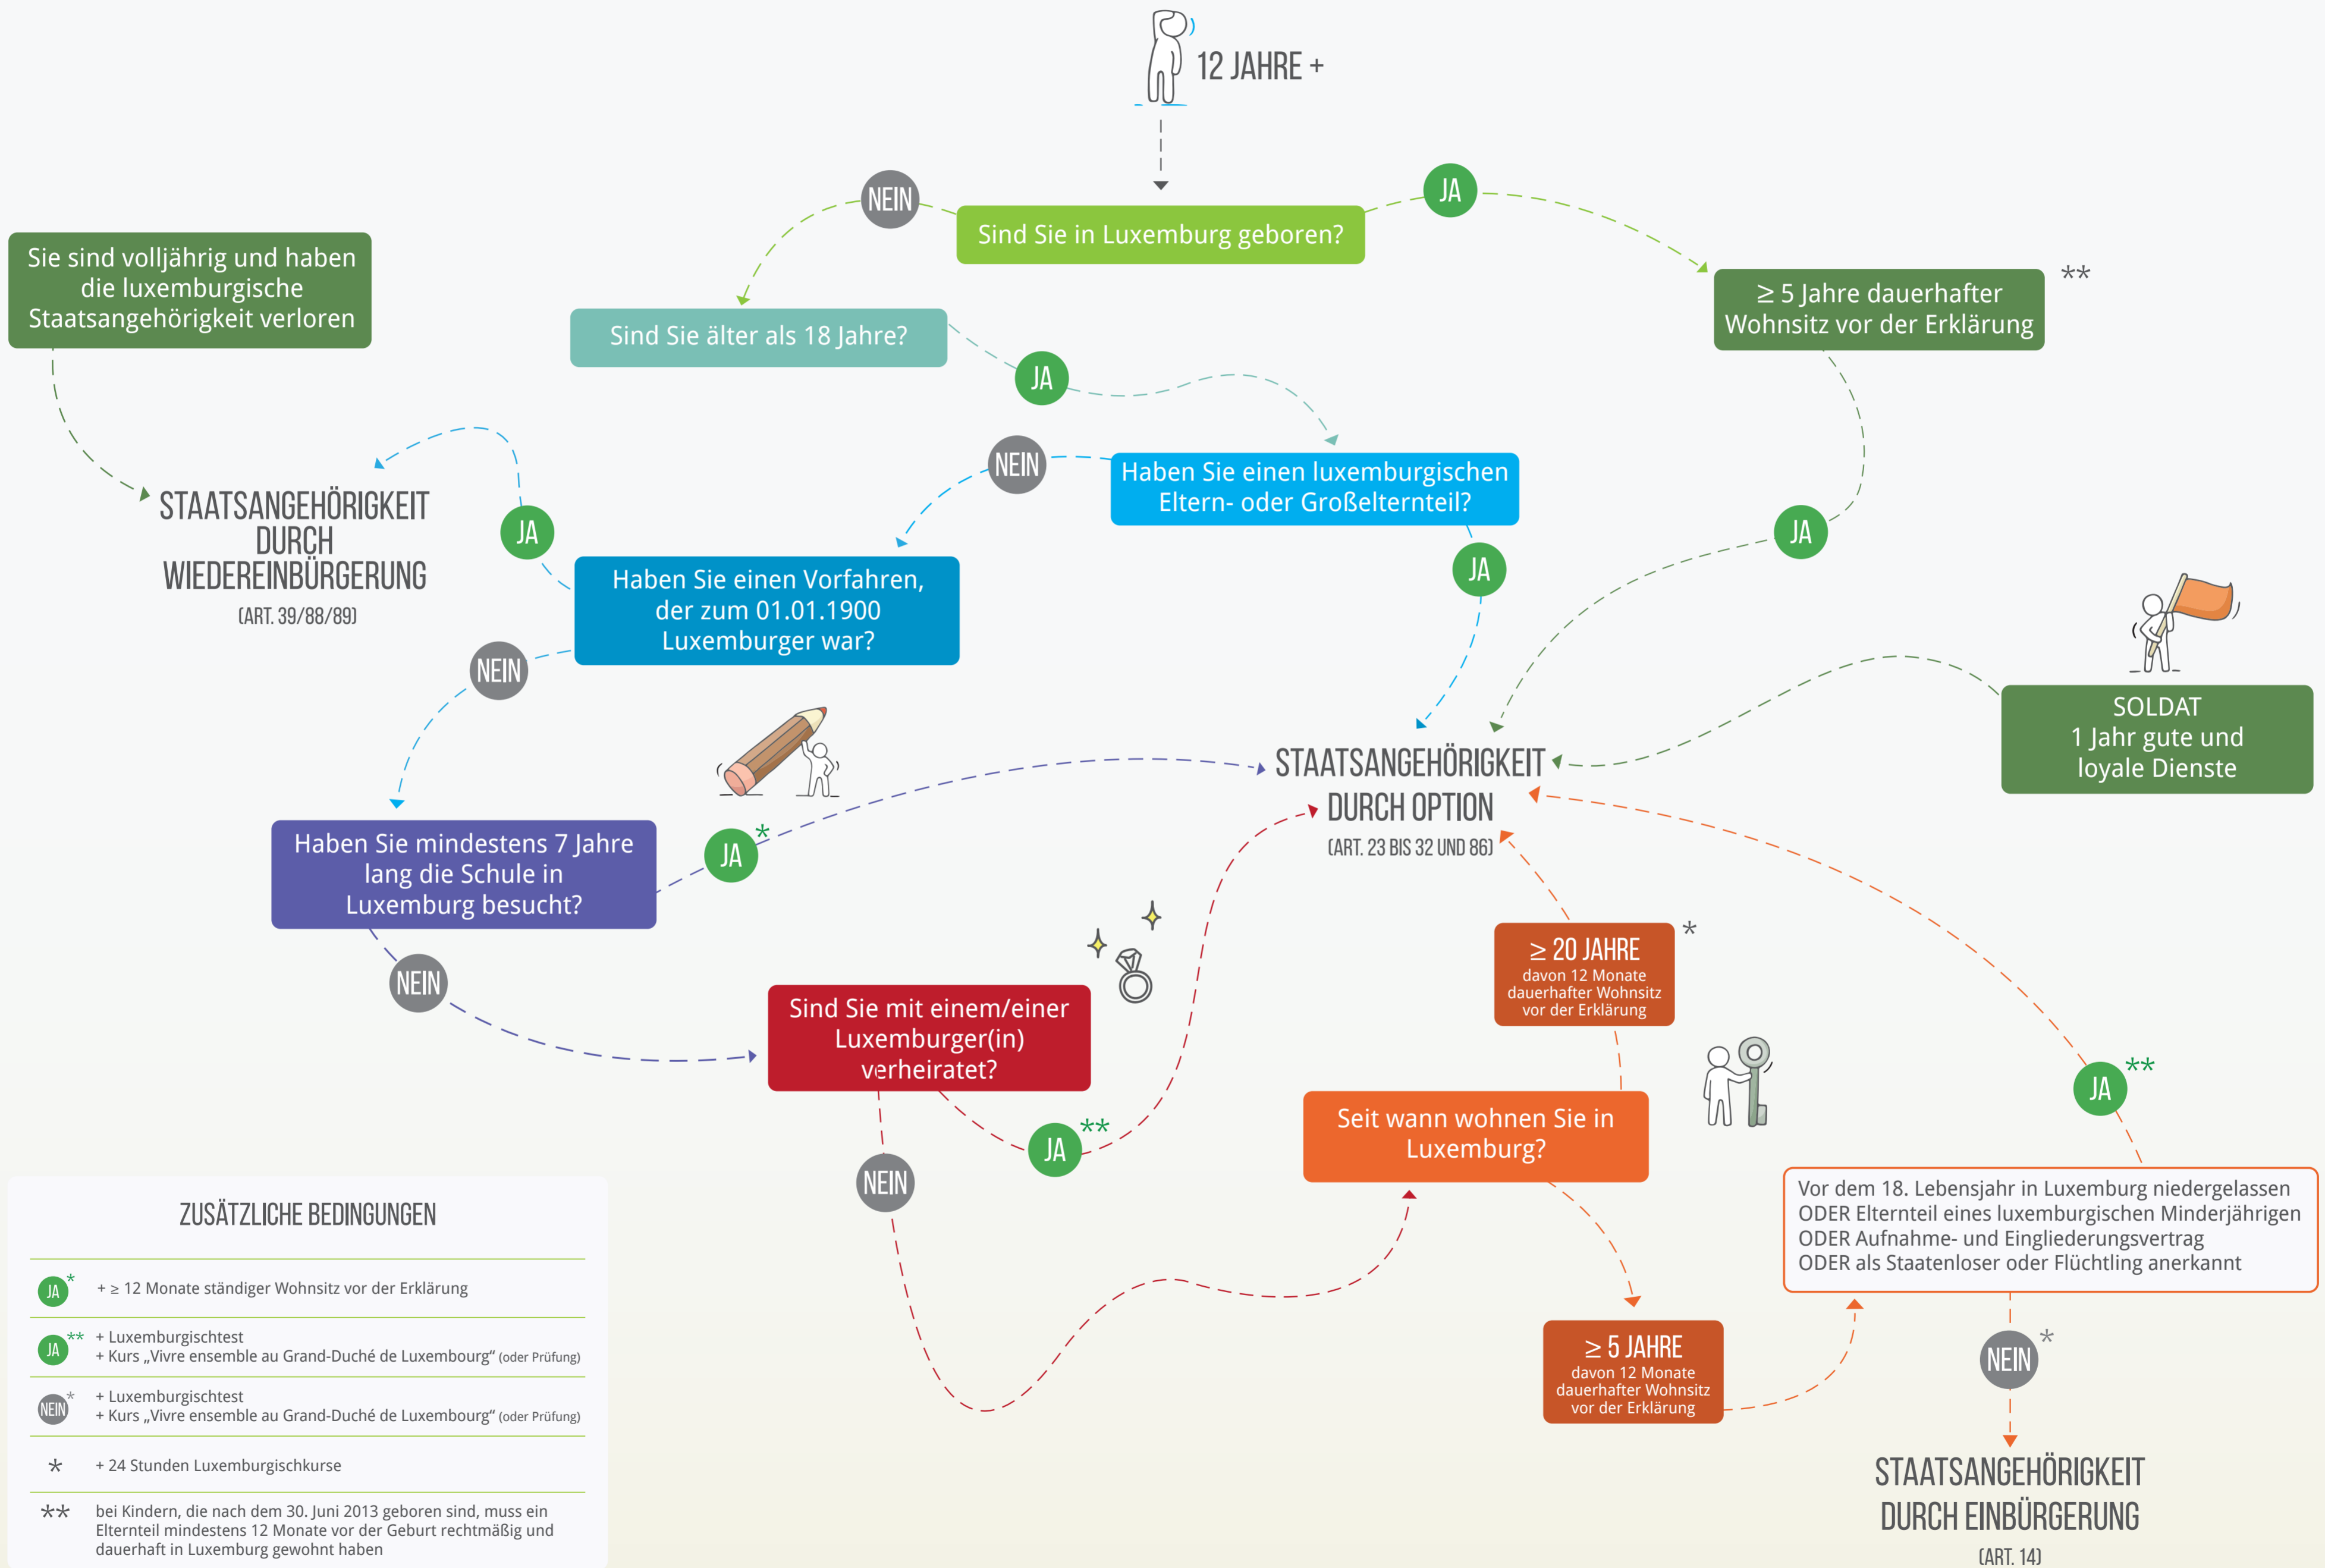 12 JAHRE +
NEIN
JA
Sind Sie in Luxemburg geboren?
Sie sind volljährig und haben
die luxemburgische
Staatsangehörigkeit verloren
≥ 5 Jahre dauerhafter
Wohnsitz vor der Erklärung
**
Sind Sie älter als 18 Jahre?
JA
NEIN
Haben Sie einen luxemburgischen
Eltern- oder Großelternteil?
STAATSANGEHÖRIGKEIT
DURCH
WIEDEREINBÜRGERUNG
(ART. 39/88/89)
JA
JA
JA
Haben Sie einen Vorfahren,
der zum 01.01.1900
Luxemburger war?
NEIN
SOLDAT
1 Jahr gute und
loyale Dienste
STAATSANGEHÖRIGKEIT
DURCH OPTION
(ART. 23 BIS 32 UND 86)
Haben Sie mindestens 7 Jahre
lang die Schule in
Luxemburg besucht?
JA*
NEIN
≥ 20 JAHRE
davon 12 Monate
dauerhafter Wohnsitz
vor der Erklärung
*
Sind Sie mit einem/einer
Luxemburger(in)
verheiratet?
JA**
NEIN
Seit wann wohnen Sie in
Luxemburg?
JA**
Vor dem 18. Lebensjahr in Luxemburg niedergelassen
ODER Elternteil eines luxemburgischen Minderjährigen
ODER Aufnahme- und Eingliederungsvertrag
ODER als Staatenloser oder Flüchtling anerkannt
≥ 5 JAHRE
davon 12 Monate
dauerhafter Wohnsitz
vor der Erklärung
NEIN*
STAATSANGEHÖRIGKEIT
DURCH EINBÜRGERUNG
(ART. 14)
ZUSÄTZLICHE BEDINGUNGEN
JA* + ≥ 12 Monate ständiger Wohnsitz vor der Erklärung
JA** + Luxemburgischtest
+ Kurs „Vivre ensemble au Grand-Duché de Luxembourg“ (oder Prüfung)
NEIN* + Luxemburgischtest
+ Kurs „Vivre ensemble au Grand-Duché de Luxembourg“ (oder Prüfung)
* + 24 Stunden Luxemburgischkurse
** bei Kindern, die nach dem 30. Juni 2013 geboren sind, muss ein
Elternteil mindestens 12 Monate vor der Geburt rechtmäßig und
dauerhaft in Luxemburg gewohnt haben